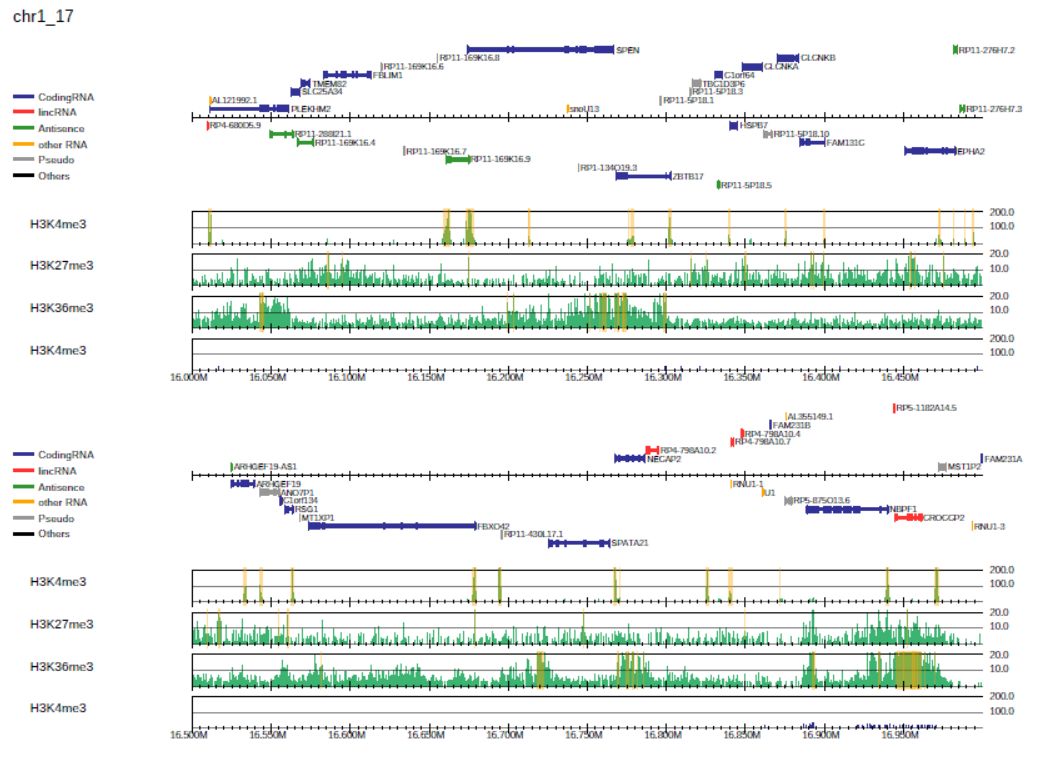 chr1_17
RP11-169K16.8
SPEN
CLCNKB
RP11-276H7.2
RP11-169K16.6
CLCNKA
FBLIM1
C1orf64
TMEM82
TBC1D3P6
SLC25A34
RP11-5P18.3
CodingRNA
AL121992.1
RP11-5P18.1
lincRNA
PLEKHM2
snoU13
RP11-276H7.3
Antisence
RP4-680D5.9
HSPB7
other RNA
RP11-288I21.1
RP11-5P18.10
RP11-169K16.4
FAM131C
Pseudo
RP11-169K16.7
EPHA2
RP11-169K16.9
Others
RP1-134O19.3
ZBTB17
RP11-5P18.5
H3K4me3
200.0
100.0
H3K27me3
20.0
10.0
H3K36me3
20.0
10.0
H3K4me3
200.0
100.0
16.000M 16.050M 16.100M 16.150M 16.200M 16.250M 16.300M 16.350M 16.400M 16.450M
RP5-1182A14.5
AL355149.1
FAM231B
RP4-798A10.4
RP4-798A10.7
RP4-798A10.2
CodingRNA
NECAP2
FAM231A
lincRNA
ARHGEF19-AS1
MST1P2
Antisence
ARHGEF19
RNU1-1
ANO7P1
U1
other RNA
C1orf134
RP5-875O13.6
RSG1
NBPF1
Pseudo
MT1XP1
CROCCP2
FBXO42
RNU1-3
Others
RP11-430L17.1
SPATA21
H3K4me3
200.0
100.0
H3K27me3
20.0
10.0
H3K36me3
20.0
10.0
H3K4me3
200.0
100.0
16.500M 16.550M 16.600M 16.650M 16.700M 16.750M 16.800M 16.850M 16.900M 16.950M